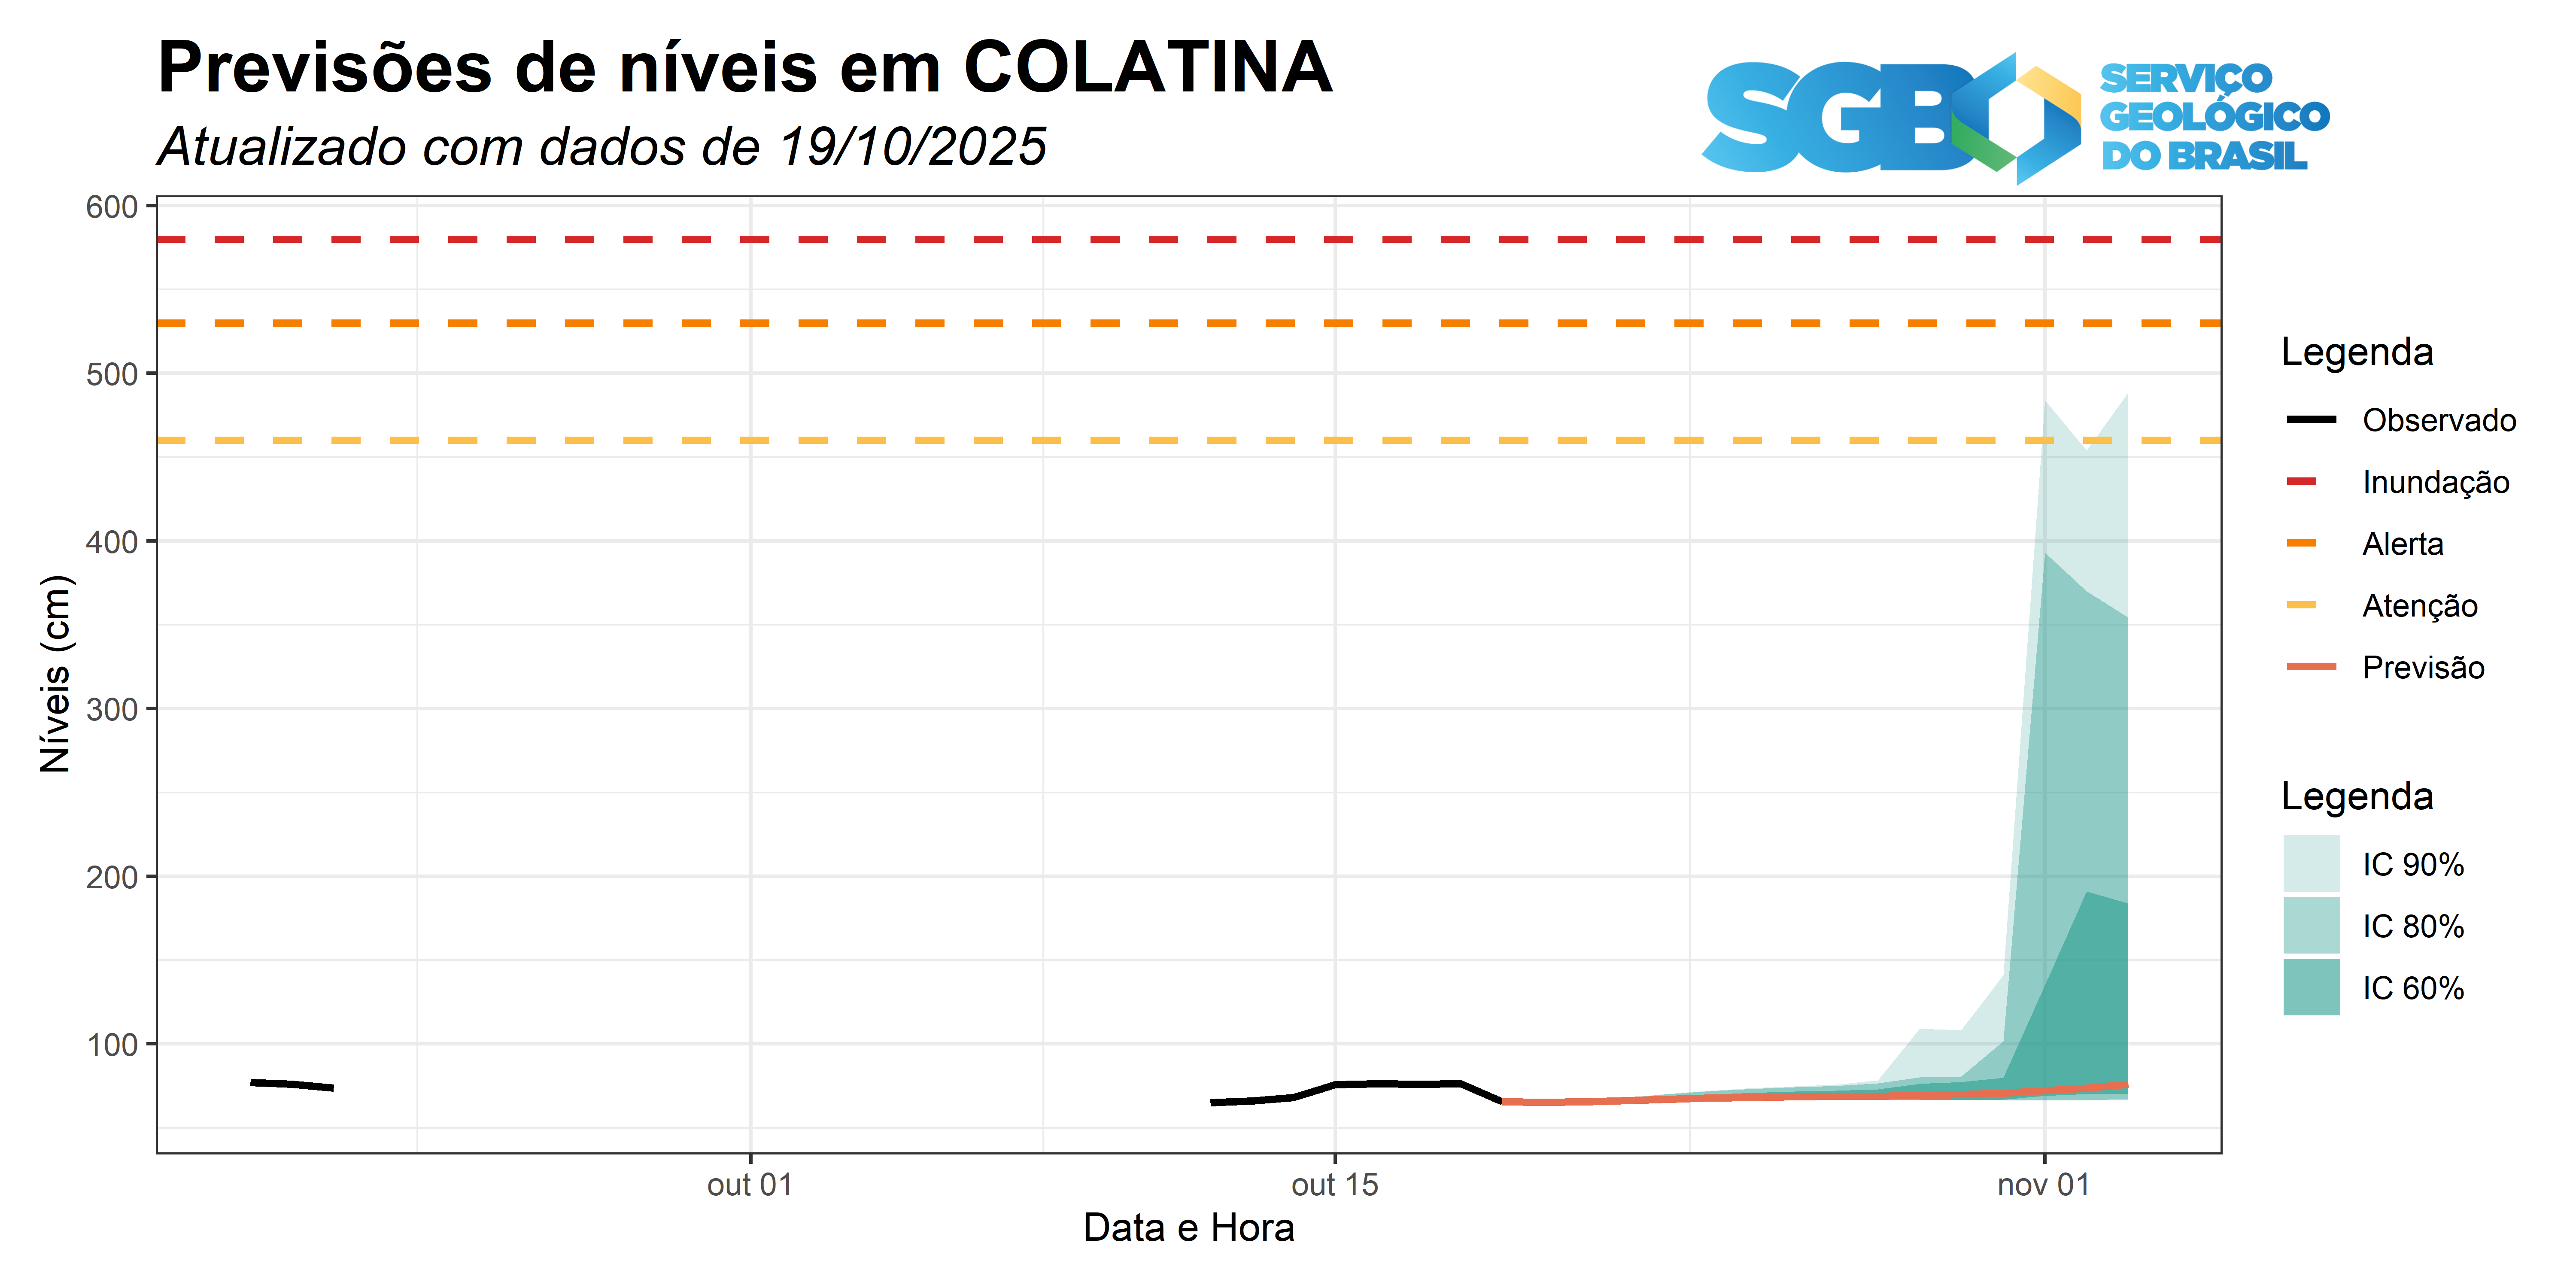 Previsões de níveis em COLATINA
Atualizado com dados de 19/10/2025
SGB
SERVIÇO
GEOLÓGICO
DO BRASIL
600
500
400
300
200
100
Níveis (cm)
out 01
out 15
nov 01
Data e Hora
Legenda
Observado
Inundação
Alerta
Atenção
Previsão
Legenda
IC 90%
IC 80%
IC 60%